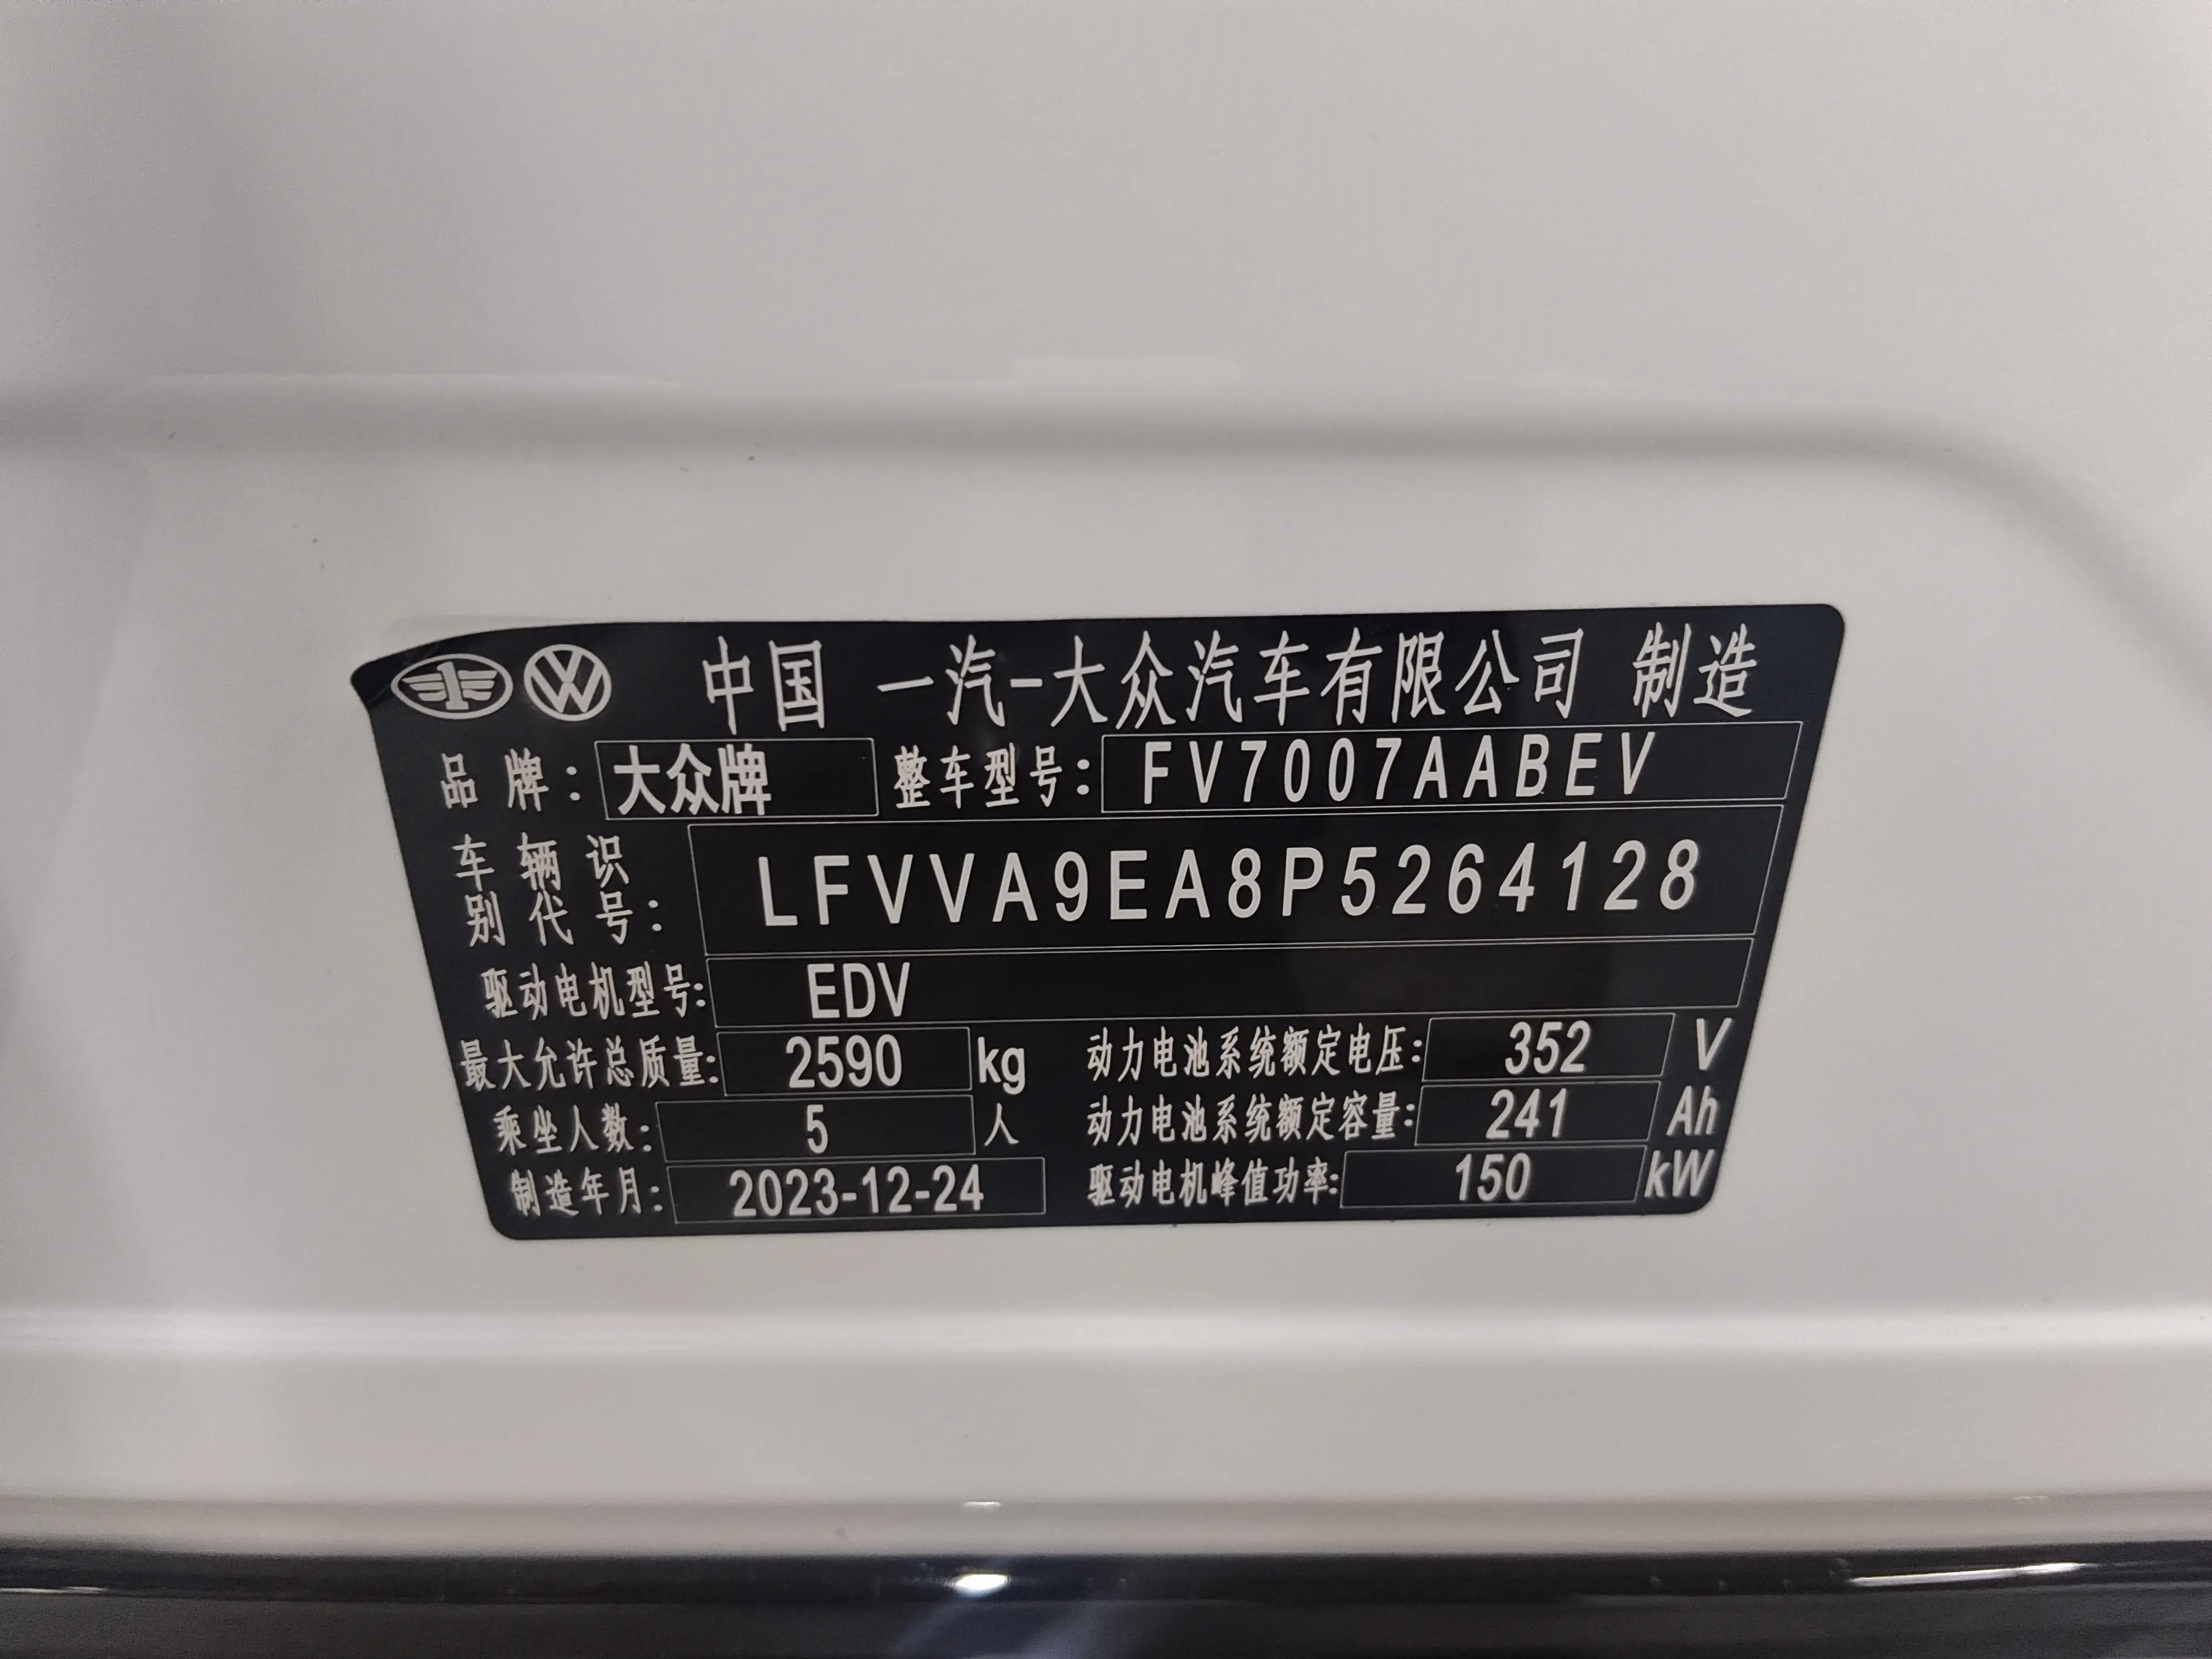 中国 一汽-大众汽车有限公司 制造
品牌: 大众牌 整车型号: FV7007AABEV
车辆识别代号: LFVVA9EA8P5264128
驱动电机型号: EDV
最大允许总质量: 2590 kg 动力电池系统额定电压: 352 V
乘坐人数: 5 人 动力电池系统额定容量: 241 Ah
制造年月: 2023-12-24 驱动电机峰值功率: 150 kW